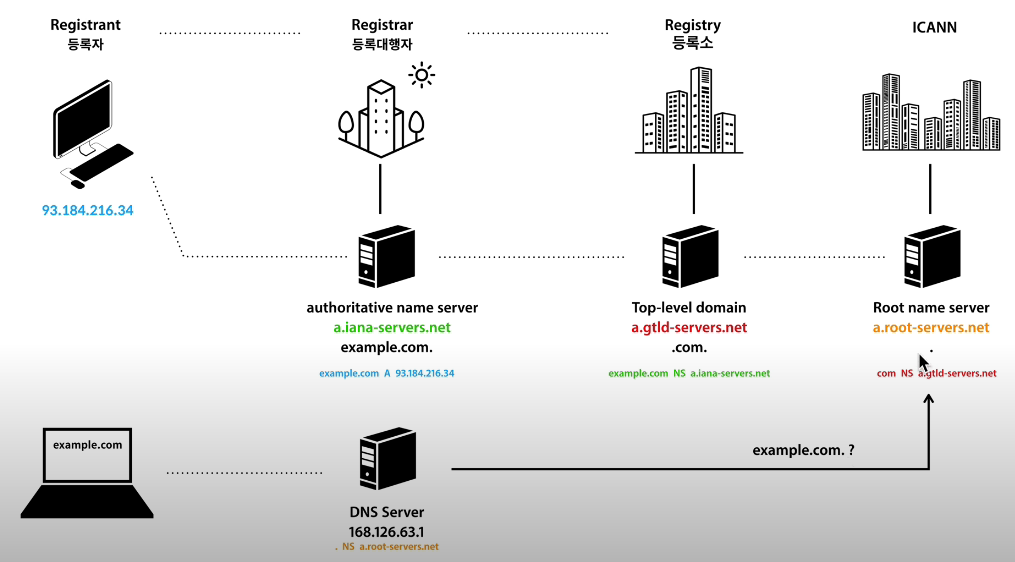 Registrant
등록자
Registrar
등록대행자
Registry
등록소
ICANN
93.184.216.34
authoritative name server
a.iana-servers.net
example.com.
example.com A 93.184.216.34
Top-level domain
a.gtld-servers.net
.com.
example.com NS a.iana-servers.net
Root name server
a.root-servers.net
.
com NS a.gtld-servers.net
example.com
example.com. ?
DNS Server
168.126.63.1
. NS a.root-servers.net